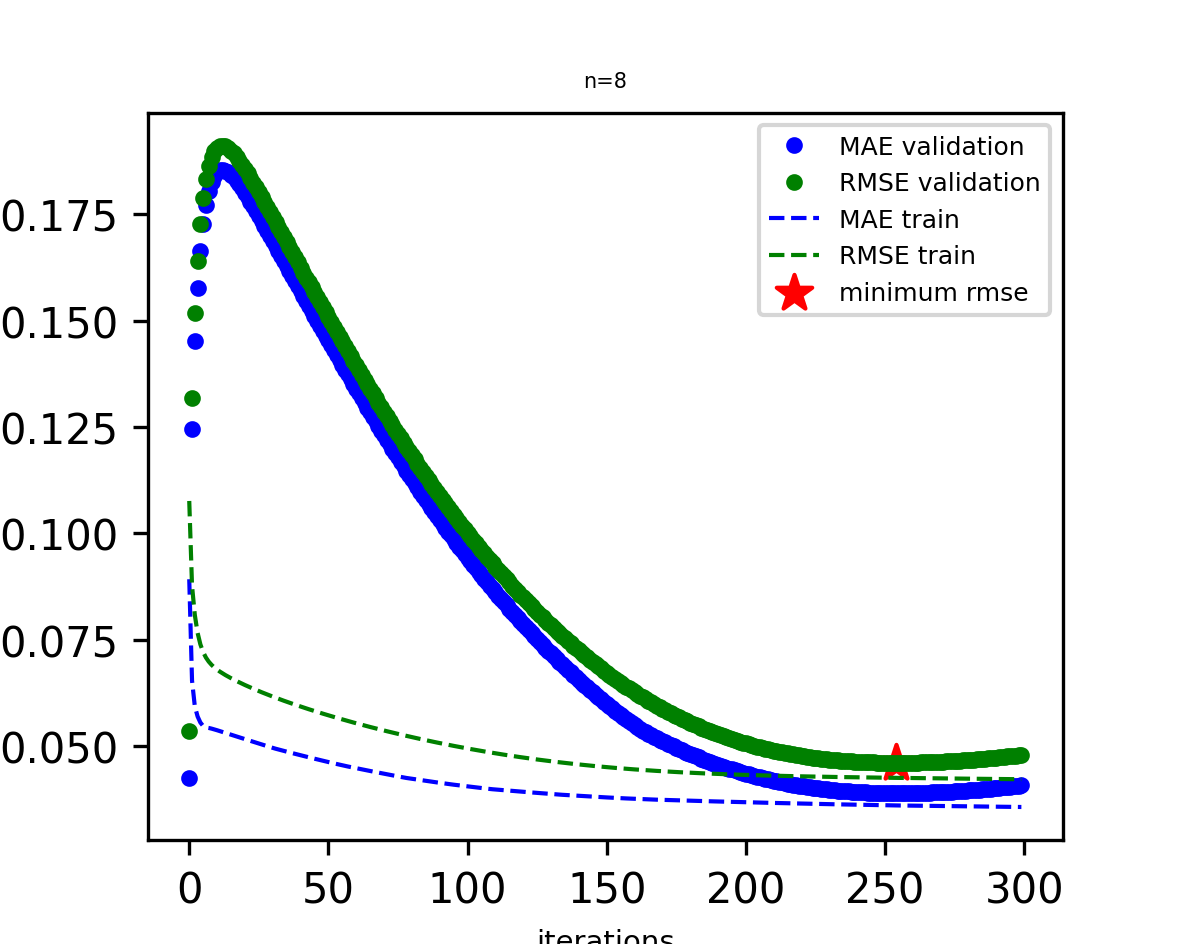 n=8
MAE validation
RMSE validation
MAE train
RMSE train
minimum rmse
0.175
0.150
0.125
0.100
0.075
0.050
0 50 100 150 200 250 300
iterations